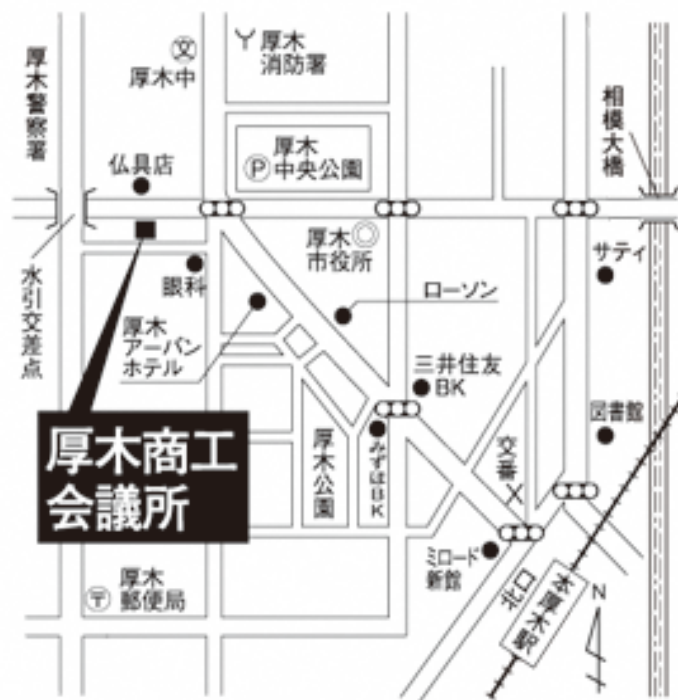 厚木警察署
文
厚木中
厚木
消防署
相模大橋
厚木
P 中央公園
仏具店
厚木
市役所
サティ
水引交差点
眼科
ローソン
厚木
アーバン
ホテル
三井住友
BK
図書館
厚木商工
会議所
厚木公園
みずほBK
交番
ミロード
新館
北口
本厚木駅
N
〒 厚木
郵便局